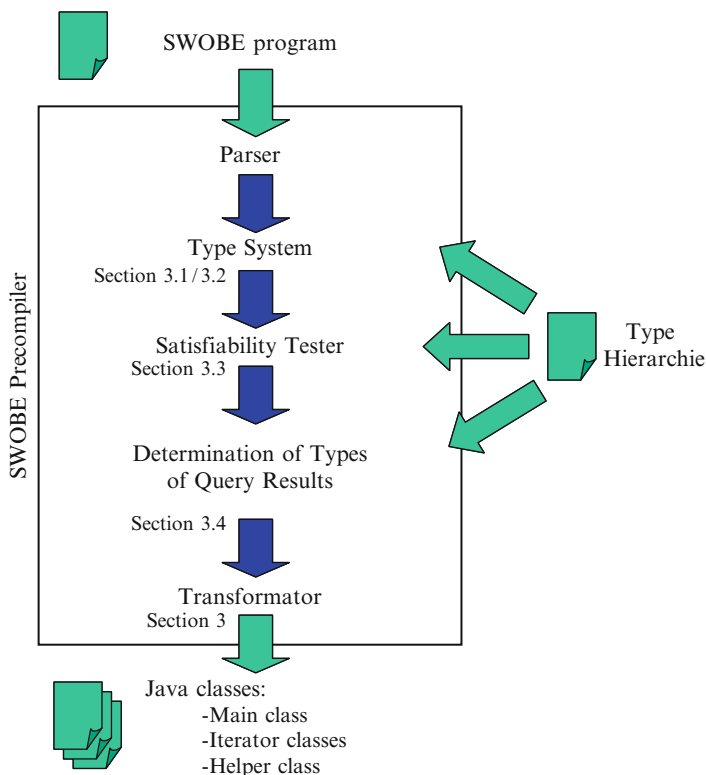 SWOBE program
Parser
Type System
Section 3.1/3.2
Satisfiability Tester
Section 3.3
Determination of Types
of Query Results
Section 3.4
Transformator
Section 3
SWOBE Precompiler
Type
Hierarchie
Java classes:
-Main class
-Iterator classes
-Helper class